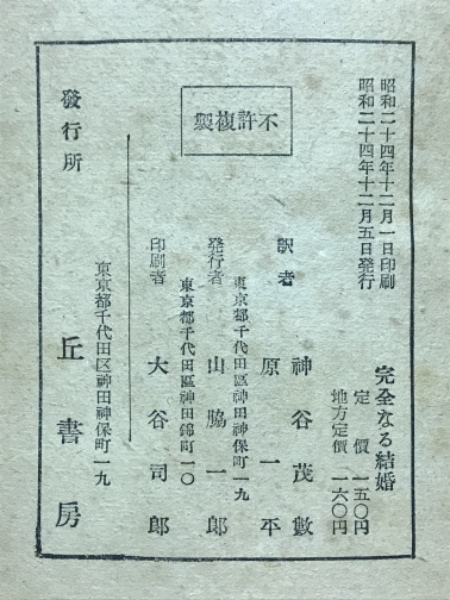 昭和二十四年十二月一日印刷
昭和二十四年十二月五日発行
完全なる結婚
定價 一五〇円
地方定價 一六〇円
不許複製
訳者
神谷茂數
原一平
東京都千代田區神田神保町一九
発行者 山脇一郎
東京都千代田區神田錦町一〇
印刷者 大谷司郎
發行所
東京都千代田区神田神保町一九
丘書房